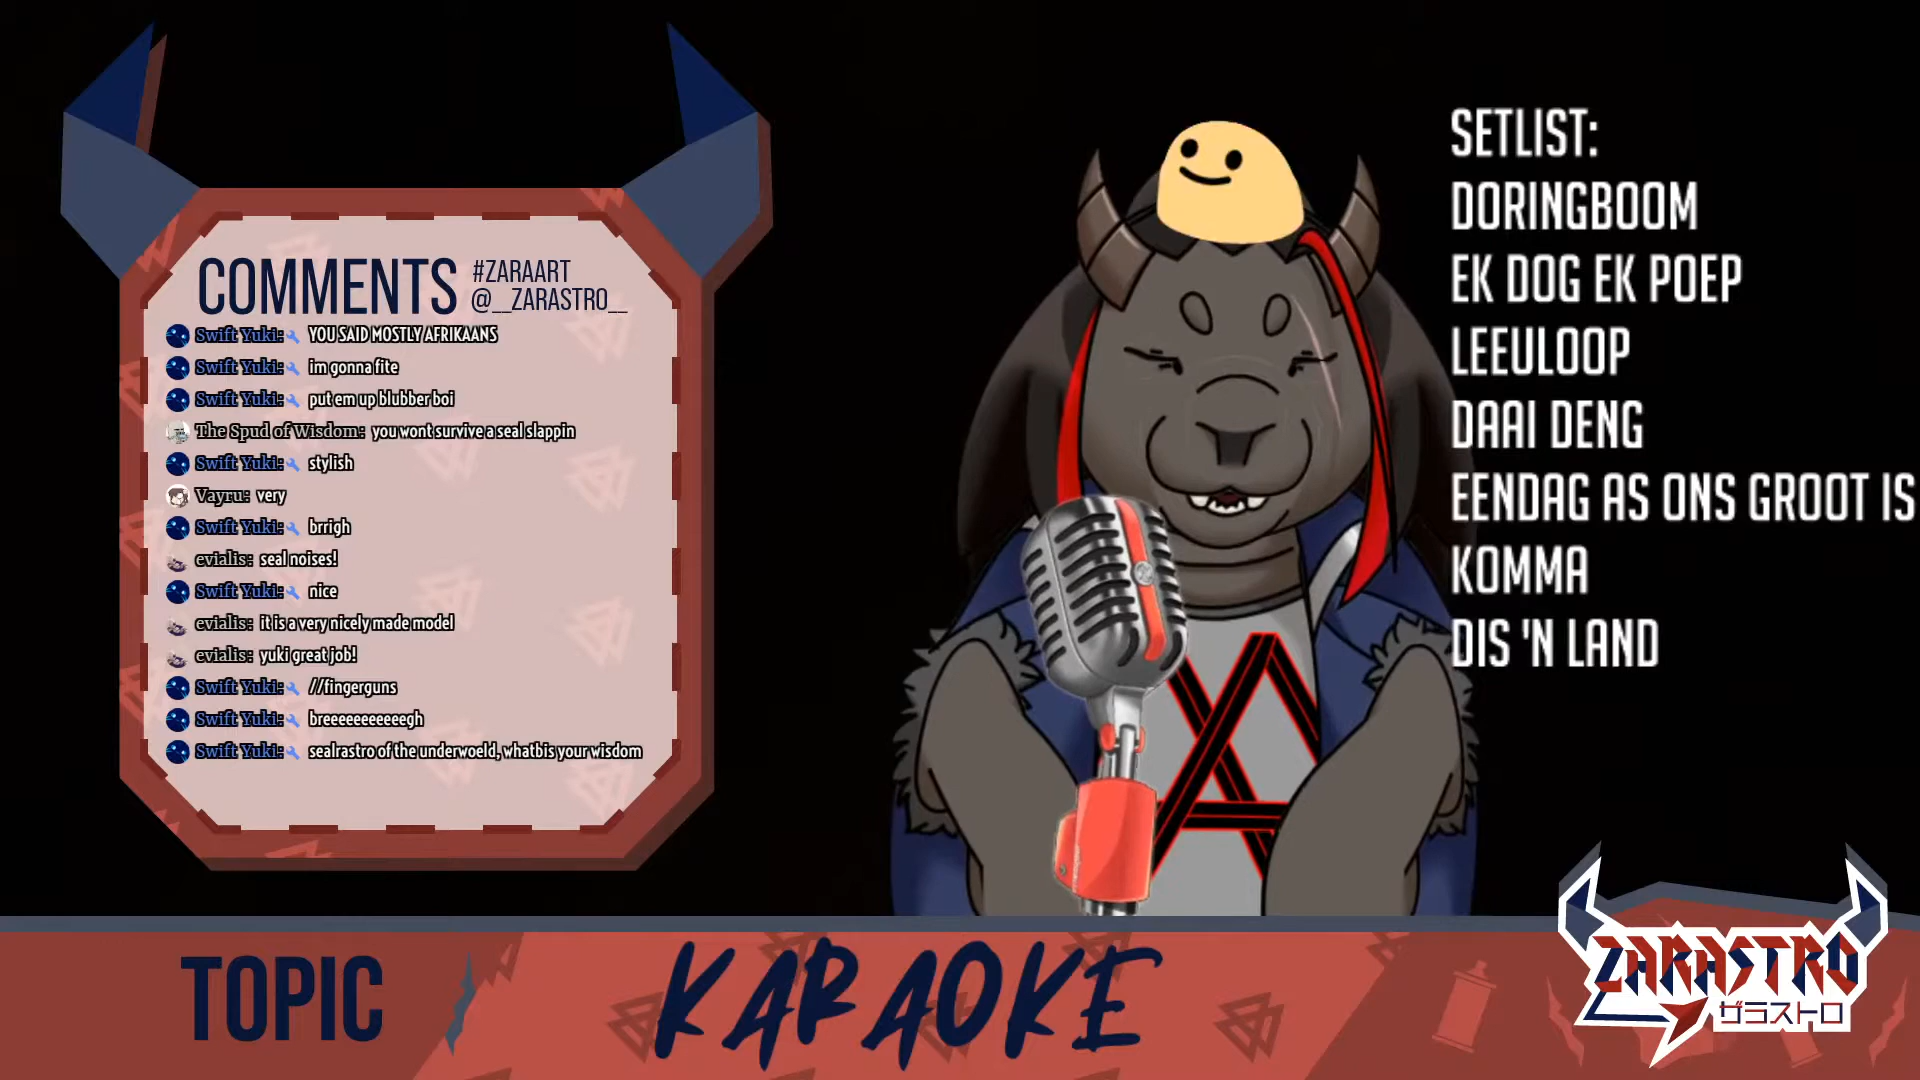 COMMENTS
#ZARAART
@__ZARASTRO__
Swift Yuki: YOU SAID MOSTLY AFRIKAANS
Swift Yuki: im gonna fite
Swift Yuki: put em up blubber boi
The Spud of Wisdom: you wont survive a seal slappin
Swift Yuki: stylish
Vayru: very
Swift Yuki: brrigh
evialis: seal noises!
Swift Yuki: nice
evialis: it is a very nicely made model
evialis: yuki great job!
Swift Yuki: //fingerguns
Swift Yuki: breeeeeeeeeeegh
Swift Yuki: sealrastro of the underwoeld, whatbis your wisdom
SETLIST:
DORINGBOOM
EK DOG EK POEP
LEEULOOP
DAAI DENG
EENDAG AS ONS GROOT IS
KOMMA
DIS 'N LAND
TOPIC
KARAOKE
ZARASTRO
ザラストロ